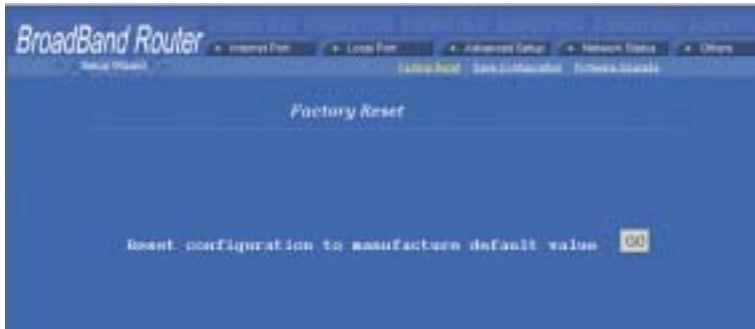 BroadBand Router
Internet Port
Local Port
Advanced Setup
Network Status
Others
Setup Wizard
Factory Reset
Save Configuration
Firmware Upgrade
Factory Reset
Reset configuration to manufacture default value
GO